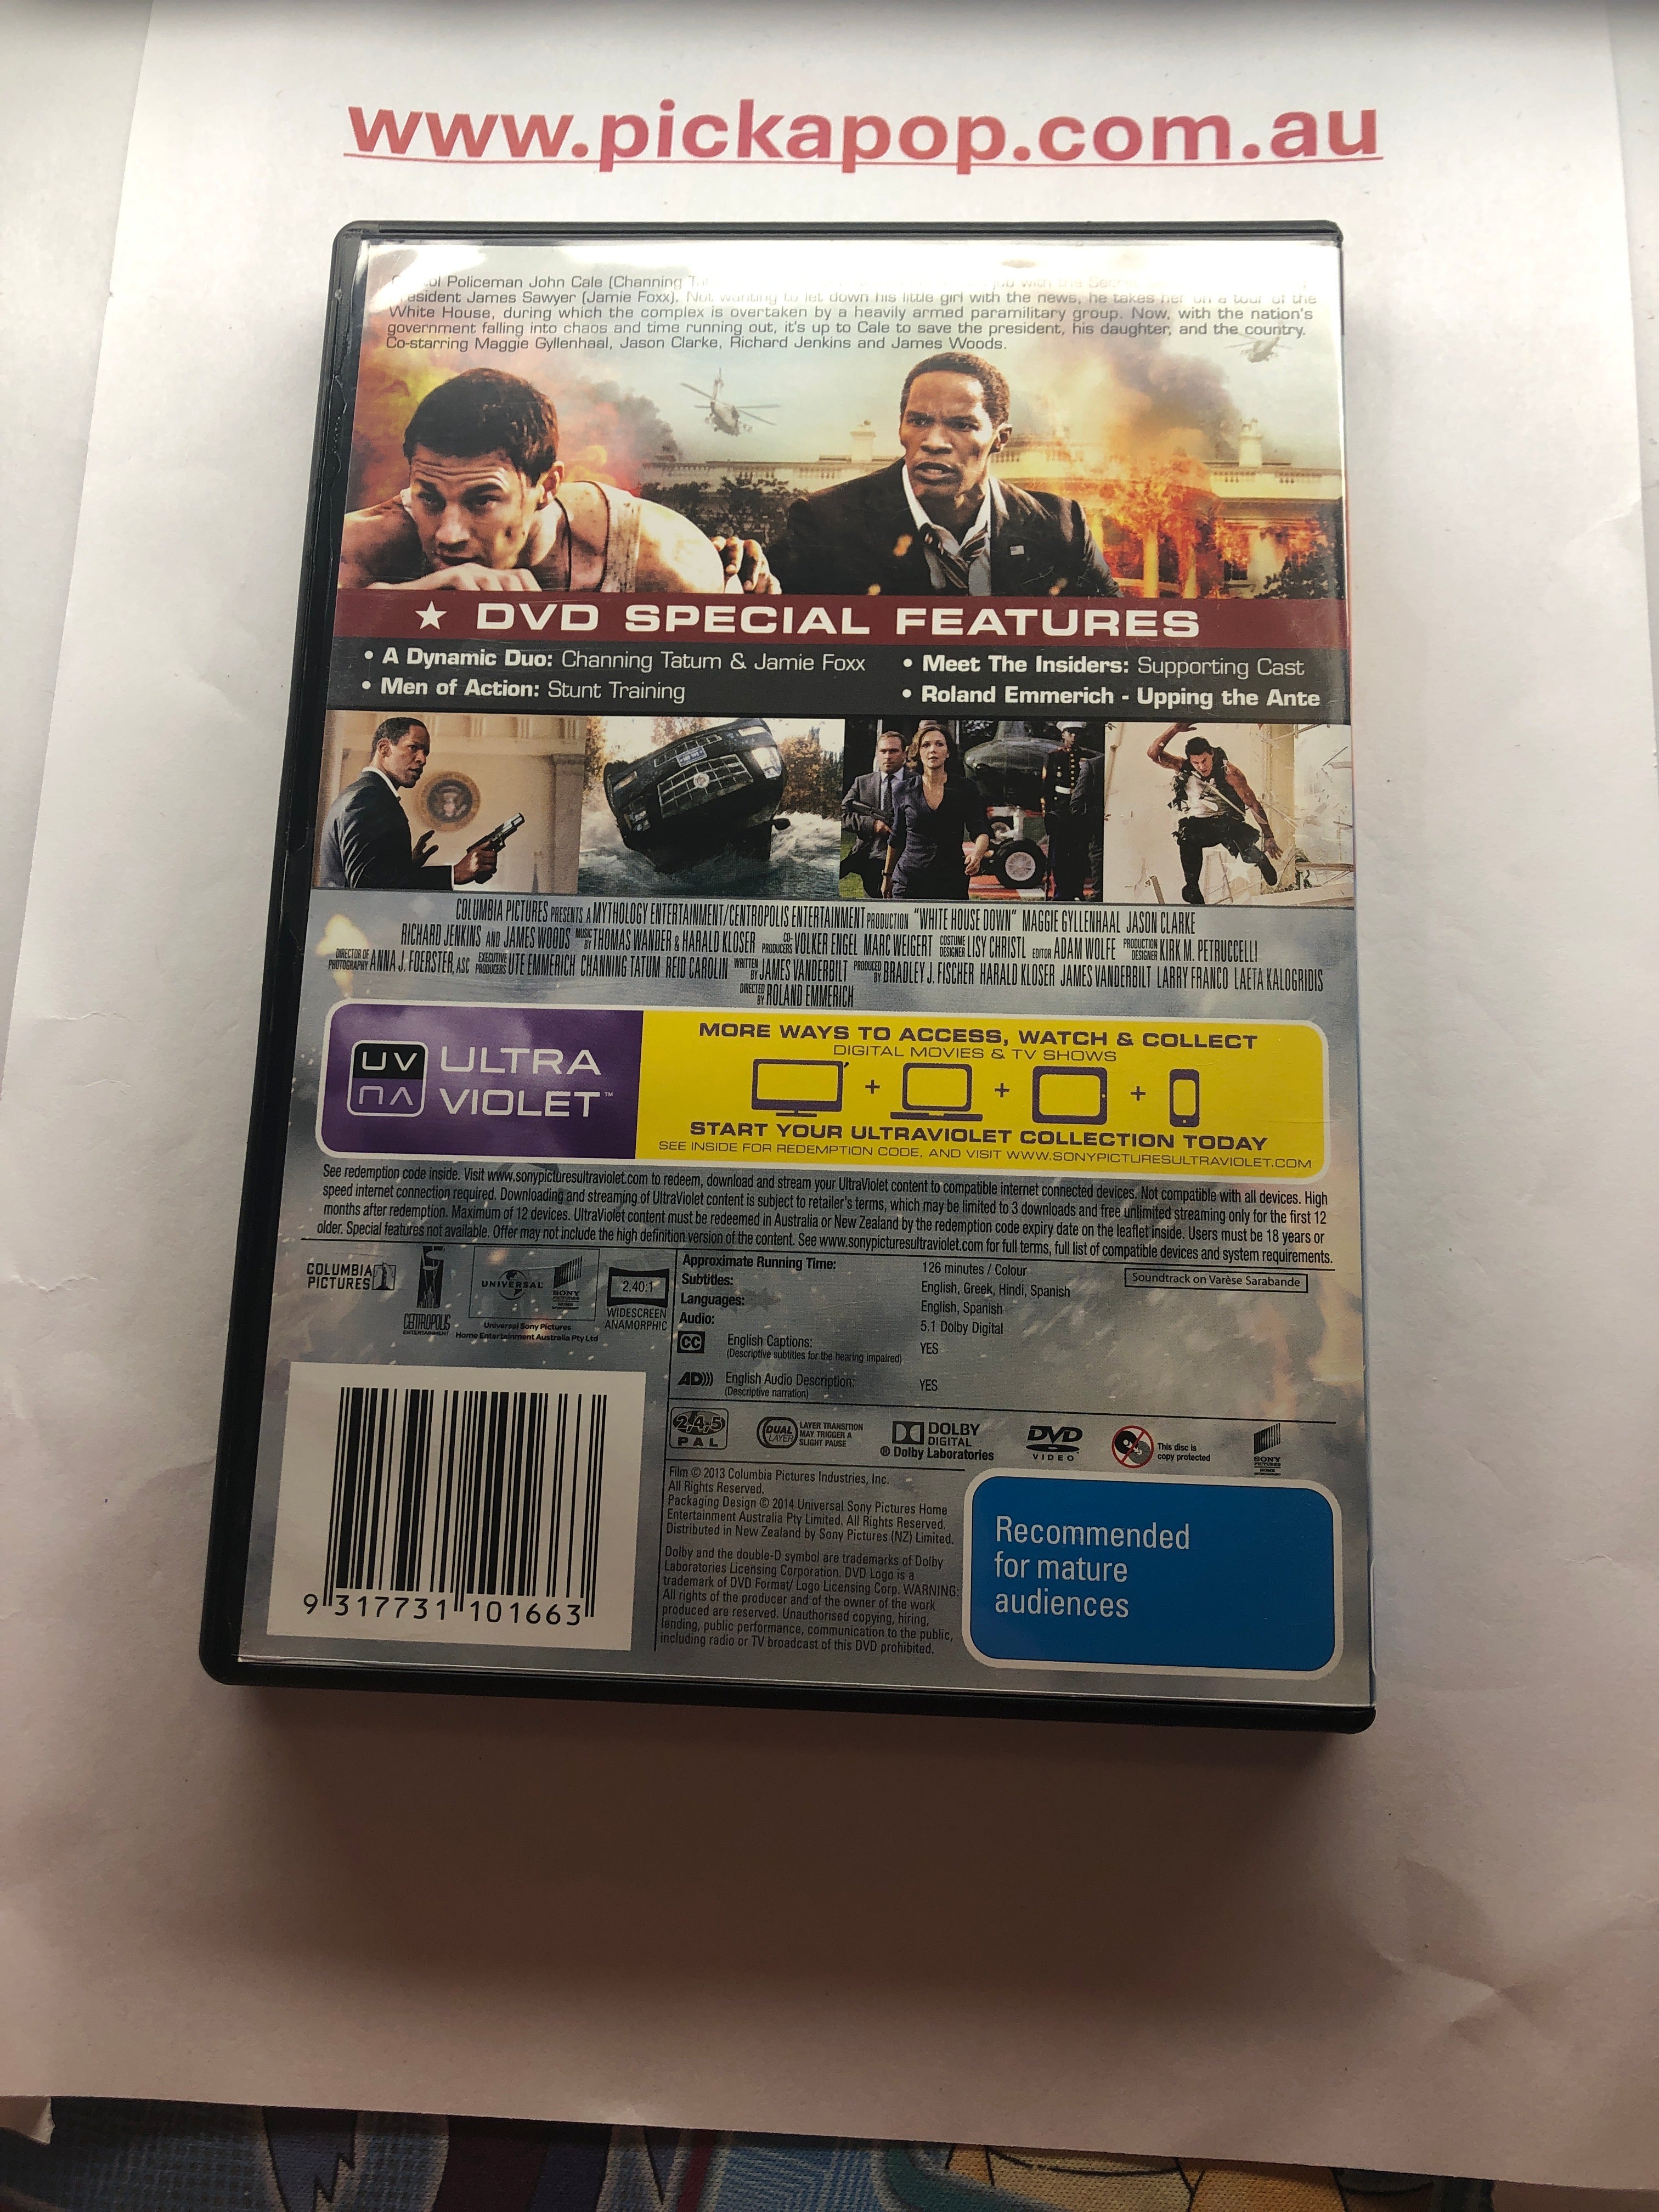 www.pickapop.com.au
Policeman John Cale (Channing
job with the
President James Sawyer (Jamie Foxx). Not wanting to let down his little girl with the news, he takes her on a tour of the
White House, during which the complex is overtaken by a heavily armed paramilitary group. Now, with the nation's
government falling into chaos and time running out, it's up to Cale to save the president, his daughter, and the country.
Co-starring Maggie Gyllenhaal, Jason Clarke, Richard Jenkins and James Woods.
★ DVD SPECIAL FEATURES
• A Dynamic Duo: Channing Tatum & Jamie Foxx
• Men of Action: Stunt Training
• Meet The Insiders: Supporting Cast
• Roland Emmerich - Upping the Ante
COLUMBIA PICTURES PRESENTS A MYTHOLOGY ENTERTAINMENT/CENTROPOLIS ENTERTAINMENT PRODUCTION "WHITE HOUSE DOWN" MAGGIE GYLLENHAAL JASON CLARKE
RICHARD JENKINS AND JAMES WOODS MUSIC BY THOMAS WANDER & HARALD KLOSER CO-PRODUCERS VOLKER ENGEL MARC WEIGERT COSTUME DESIGNER LISY CHRISTL EDITOR ADAM WOLFE PRODUCTION DESIGNER KIRK M. PETRUCCELLI
DIRECTOR OF PHOTOGRAPHY ANNA J. FOERSTER, ASC EXECUTIVE PRODUCERS UTE EMMERICH CHANNING TATUM REID CAROLIN WRITTEN BY JAMES VANDERBILT PRODUCED BY BRADLEY J. FISCHER HARALD KLOSER JAMES VANDERBILT LARRY FRANCO LAETA KALOGRIDIS
DIRECTED BY ROLAND EMMERICH
UV
ULTRA
VIOLET™
MORE WAYS TO ACCESS, WATCH & COLLECT
DIGITAL MOVIES & TV SHOWS
+ + +
START YOUR ULTRAVIOLET COLLECTION TODAY
SEE INSIDE FOR REDEMPTION CODE, AND VISIT WWW.SONYPICTURESULTRAVIOLET.COM
See redemption code inside. Visit www.sonypicturesultraviolet.com to redeem, download and stream your UltraViolet content to compatible internet connected devices. Not compatible with all devices. High
speed internet connection required. Downloading and streaming of UltraViolet content is subject to retailer's terms, which may be limited to 3 downloads and free unlimited streaming only for the first 12
months after redemption. Maximum of 12 devices. UltraViolet content must be redeemed in Australia or New Zealand by the redemption code expiry date on the leaflet inside. Users must be 18 years or
older. Special features not available. Offer may not include the high definition version of the content. See www.sonypicturesultraviolet.com for full terms, full list of compatible devices and system requirements.
COLUMBIA
PICTURES
CENTROPOLIS
ENTERTAINMENT
UNIVERSAL
SONY
PICTURES
Universal Sony Pictures
Home Entertainment Australia Pty Ltd
2.40:1
WIDESCREEN
ANAMORPHIC
Approximate Running Time: 126 minutes / Colour
Subtitles: English, Greek, Hindi, Spanish
Languages: English, Spanish
Audio: 5.1 Dolby Digital
CC English Captions: YES
(Descriptive subtitles for the hearing impaired)
AD))) English Audio Description: YES
(Descriptive narration)
Soundtrack on Varèse Sarabande
2·4·5
PAL
DUAL
LAYER
LAYER TRANSITION
MAY TRIGGER A
SLIGHT PAUSE
DOLBY
DIGITAL
® Dolby Laboratories
DVD
VIDEO
This disc is
copy protected
SONY
PICTURES
Film © 2013 Columbia Pictures Industries, Inc.
All Rights Reserved.
Packaging Design © 2014 Universal Sony Pictures Home
Entertainment Australia Pty Limited. All Rights Reserved.
Distributed in New Zealand by Sony Pictures (NZ) Limited.
Dolby and the double-D symbol are trademarks of Dolby
Laboratories Licensing Corporation. DVD Logo is a
trademark of DVD Format/ Logo Licensing Corp. WARNING:
All rights of the producer and of the owner of the work
produced are reserved. Unauthorised copying, hiring,
lending, public performance, communication to the public,
including radio or TV broadcast of this DVD prohibited.
Recommended
for mature
audiences
9 317731 101663